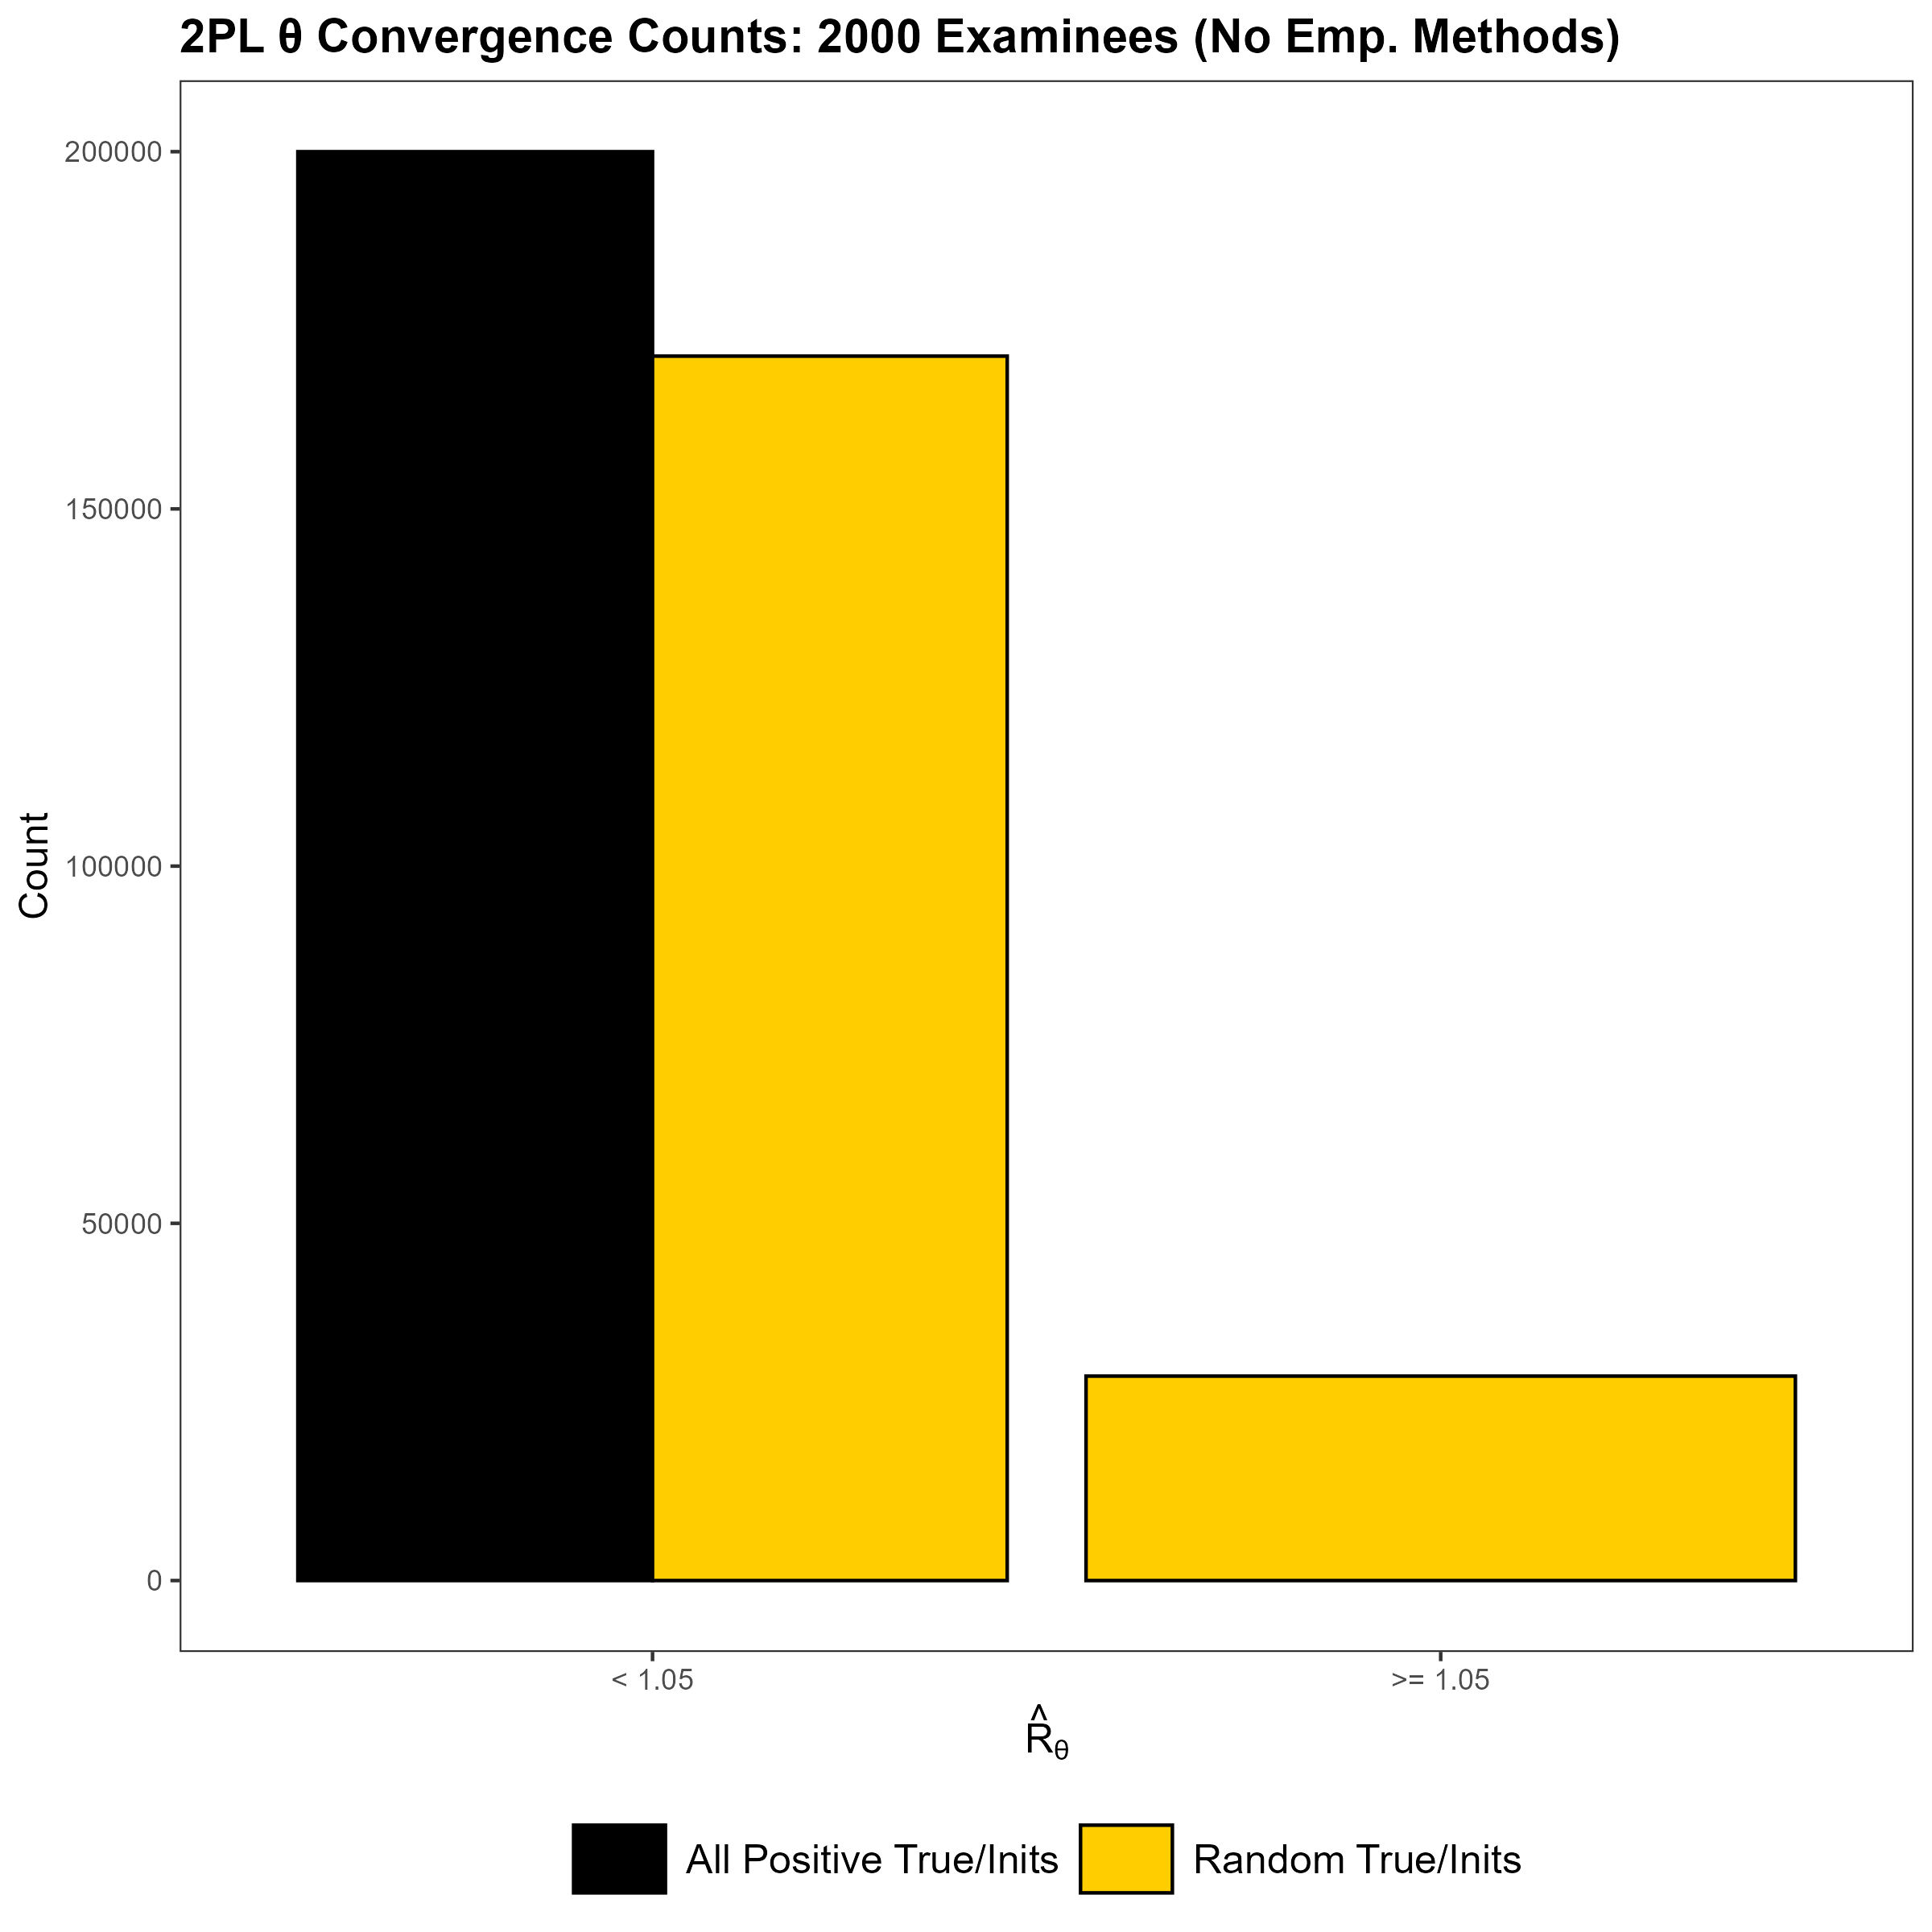 2PL θ Convergence Counts: 2000 Examinees (No Emp. Methods)
200000
150000
100000
50000
0
Count
< 1.05
>= 1.05
R̂θ
All Positive True/Inits
Random True/Inits